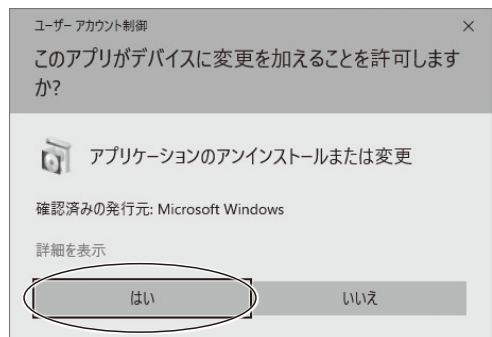 ユーザー アカウント制御
このアプリがデバイスに変更を加えることを許可します
か?
アプリケーションのアンインストールまたは変更
確認済みの発行元: Microsoft Windows
詳細を表示
はい
いいえ